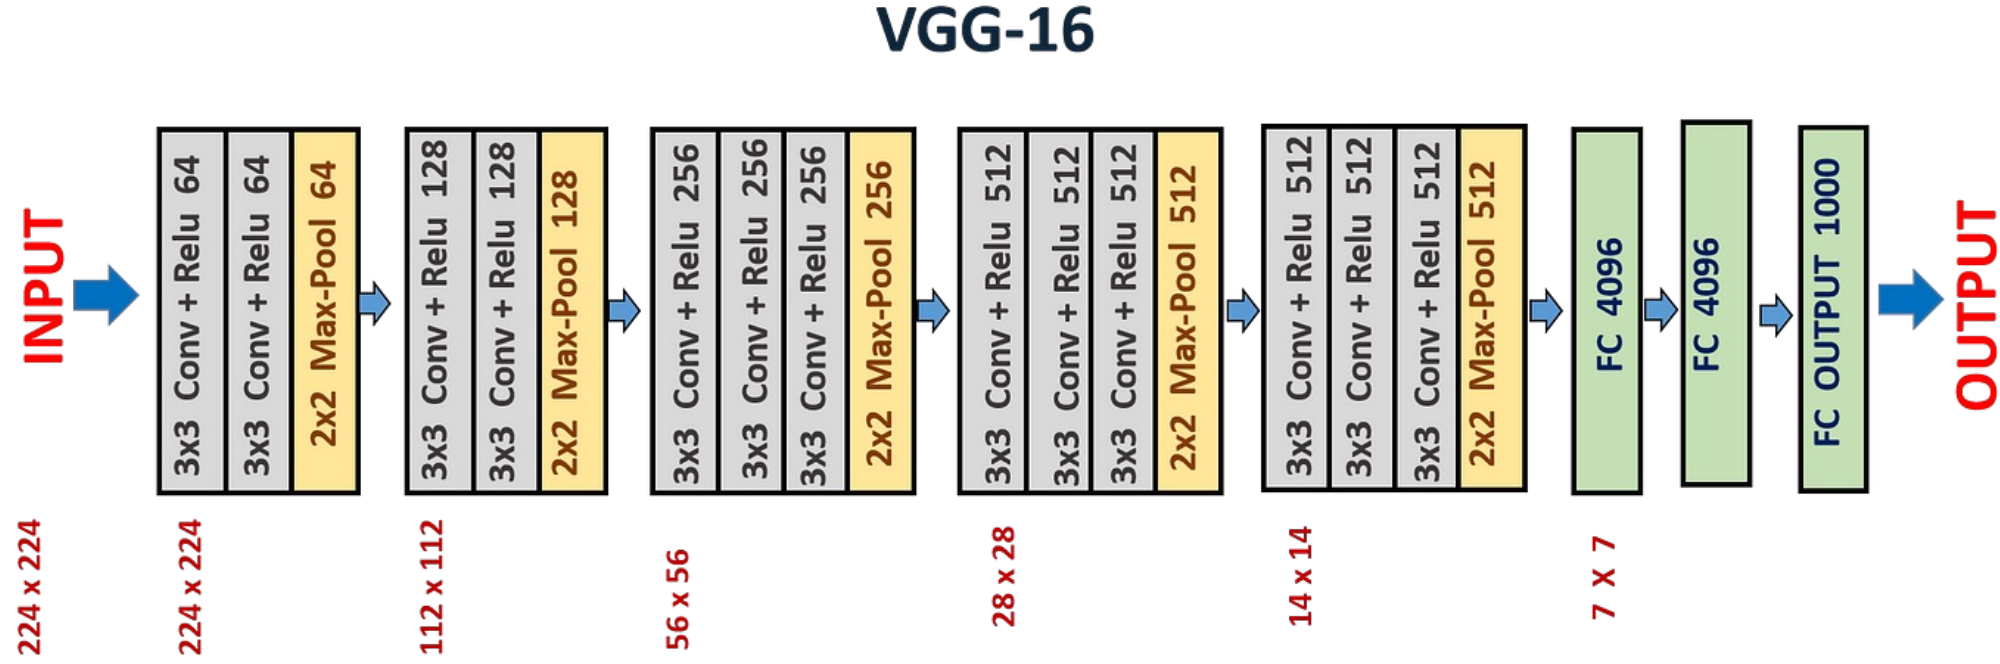 VGG-16
INPUT
3x3 Conv + Relu 64
3x3 Conv + Relu 64
2x2 Max-Pool 64
3x3 Conv + Relu 128
3x3 Conv + Relu 128
2x2 Max-Pool 128
3x3 Conv + Relu 256
3x3 Conv + Relu 256
3x3 Conv + Relu 256
2x2 Max-Pool 256
3x3 Conv + Relu 512
3x3 Conv + Relu 512
3x3 Conv + Relu 512
2x2 Max-Pool 512
3x3 Conv + Relu 512
3x3 Conv + Relu 512
3x3 Conv + Relu 512
2x2 Max-Pool 512
FC 4096
FC 4096
FC OUTPUT 1000
OUTPUT
224 x 224
224 x 224
112 x 112
56 x 56
28 x 28
14 x 14
7 X 7